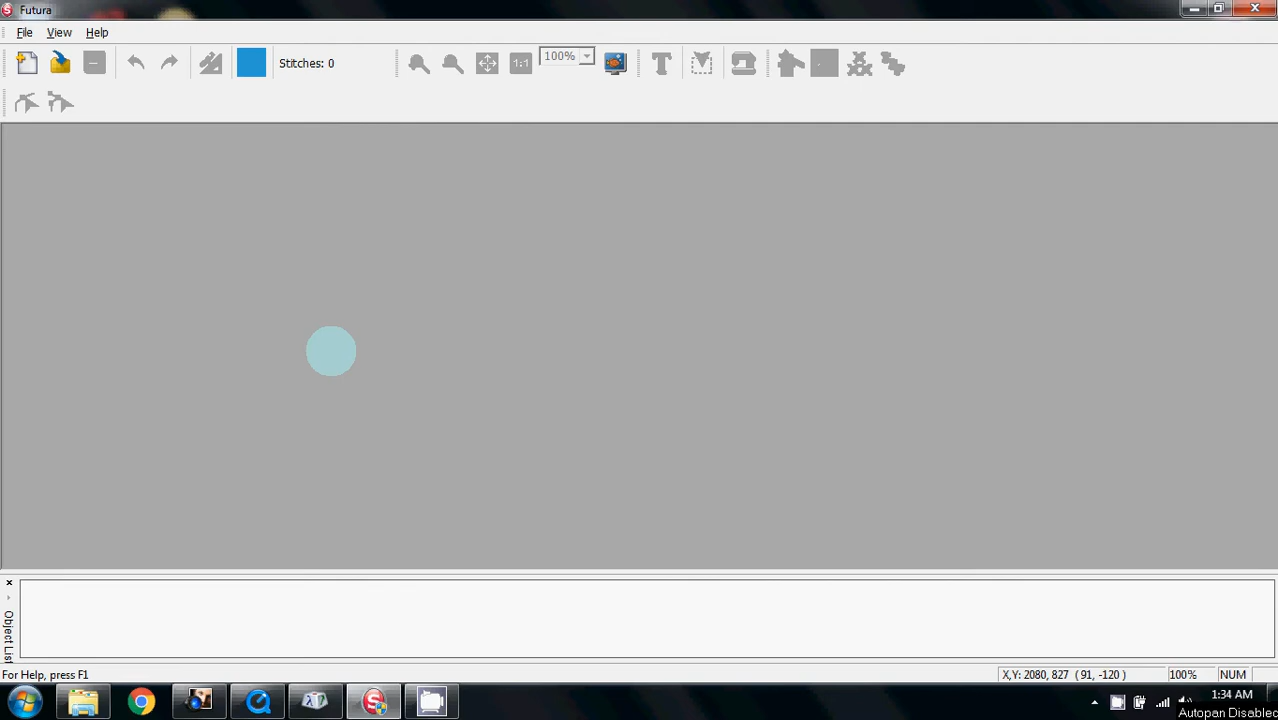 Futura
File View Help
Stitches: 0
1:1
100%
T
Object List
For Help, press F1
X,Y: 2080, 827 ( 91, -120 )
100%
NUM
1:34 AM
Autopan Disabled